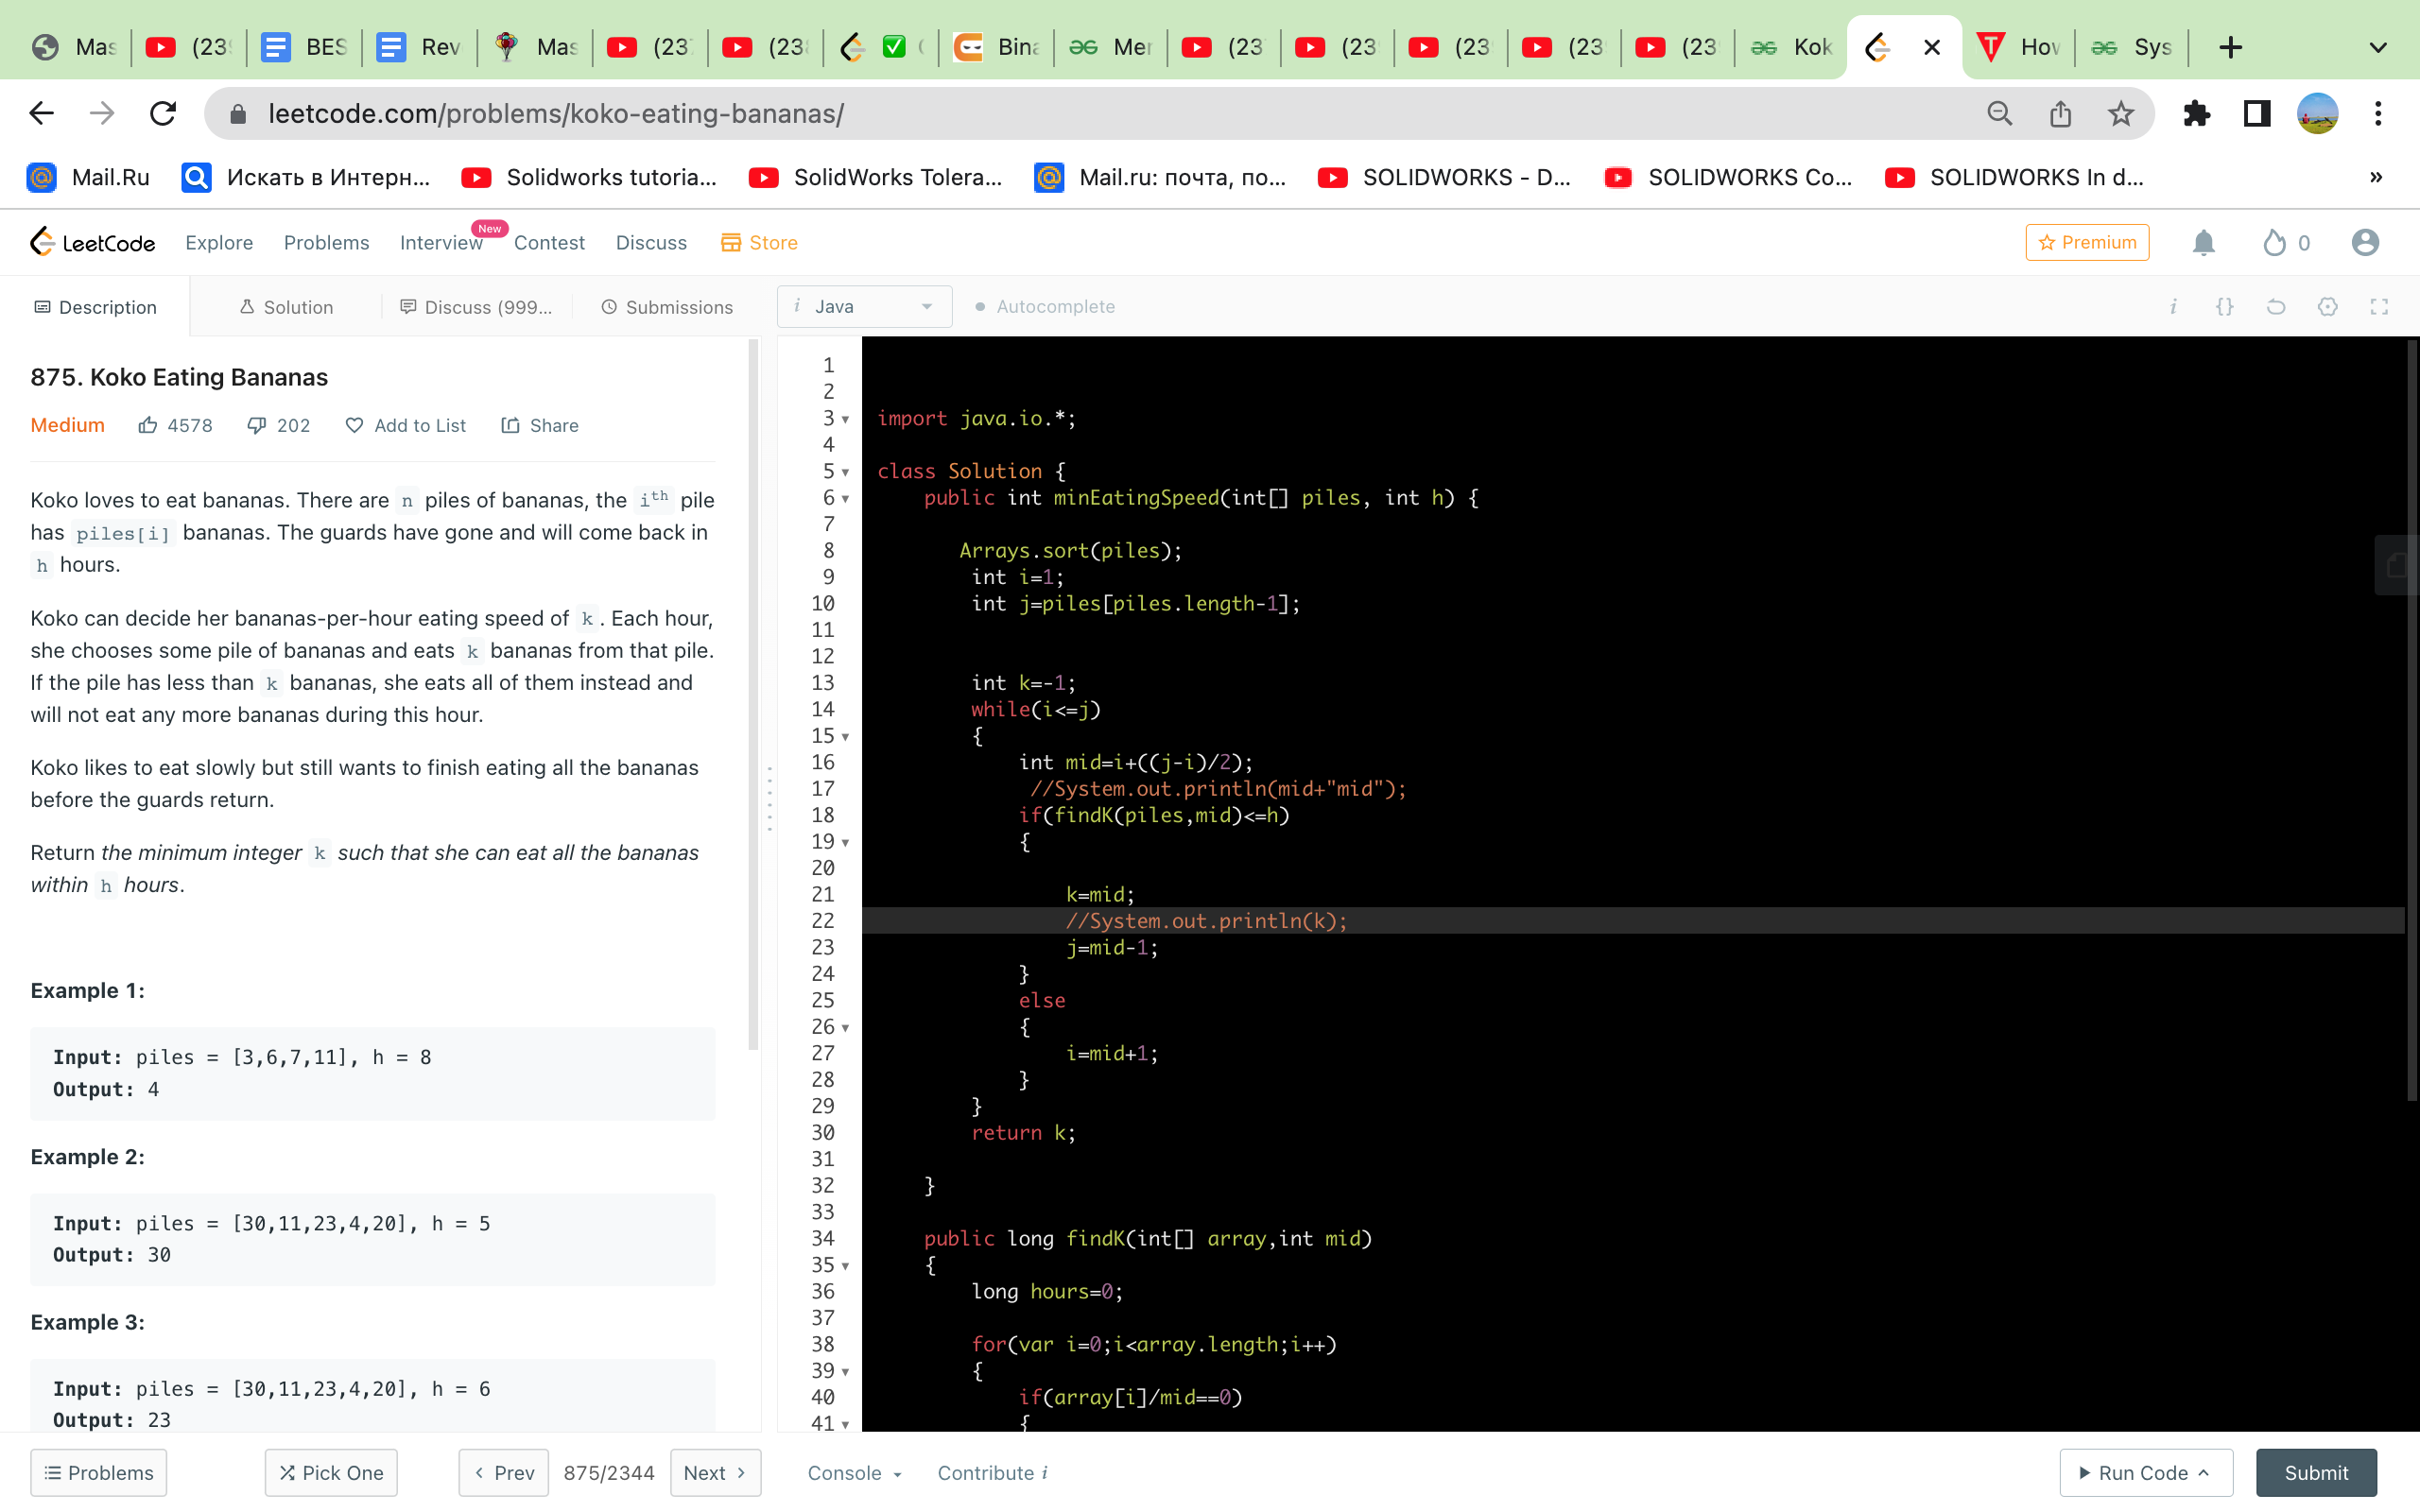 Mas (23 BES Rev Mas (23 (23 Bina Mer (23 (23 (23 (23 (23 Kok Hov Sys
leetcode.com/problems/koko-eating-bananas/
Mail.Ru Искать в Интерн... Solidworks tutoria... SolidWorks Tolera... Mail.ru: почта, по... SOLIDWORKS - D... SOLIDWORKS Co... SOLIDWORKS In d... »
LeetCode Explore Problems Interview New Contest Discuss Store Premium 0
Description Solution Discuss (999... Submissions i Java Autocomplete i {}
875. Koko Eating Bananas
Medium 4578 202 Add to List Share
Koko loves to eat bananas. There are n piles of bananas, the ith pile
has piles[i] bananas. The guards have gone and will come back in
h hours.
Koko can decide her bananas-per-hour eating speed of k. Each hour,
she chooses some pile of bananas and eats k bananas from that pile.
If the pile has less than k bananas, she eats all of them instead and
will not eat any more bananas during this hour.
Koko likes to eat slowly but still wants to finish eating all the bananas
before the guards return.
Return the minimum integer k such that she can eat all the bananas
within h hours.
Example 1:
Input: piles = [3,6,7,11], h = 8
Output: 4
Example 2:
Input: piles = [30,11,23,4,20], h = 5
Output: 30
Example 3:
Input: piles = [30,11,23,4,20], h = 6
Output: 23
1
2
3 import java.io.*;
4
5 class Solution {
6 public int minEatingSpeed(int[] piles, int h) {
7
8 Arrays.sort(piles);
9 int i=1;
10 int j=piles[piles.length-1];
11
12
13 int k=-1;
14 while(i<=j)
15 {
16 int mid=i+((j-i)/2);
17 //System.out.println(mid+"mid");
18 if(findK(piles,mid)<=h)
19 {
20
21 k=mid;
22 //System.out.println(k);
23 j=mid-1;
24 }
25 else
26 {
27 i=mid+1;
28 }
29 }
30 return k;
31
32 }
33
34 public long findK(int[] array,int mid)
35 {
36 long hours=0;
37
38 for(var i=0;i<array.length;i++)
39 {
40 if(array[i]/mid==0)
41 {
Problems Pick One Prev 875/2344 Next Console Contribute i Run Code Submit